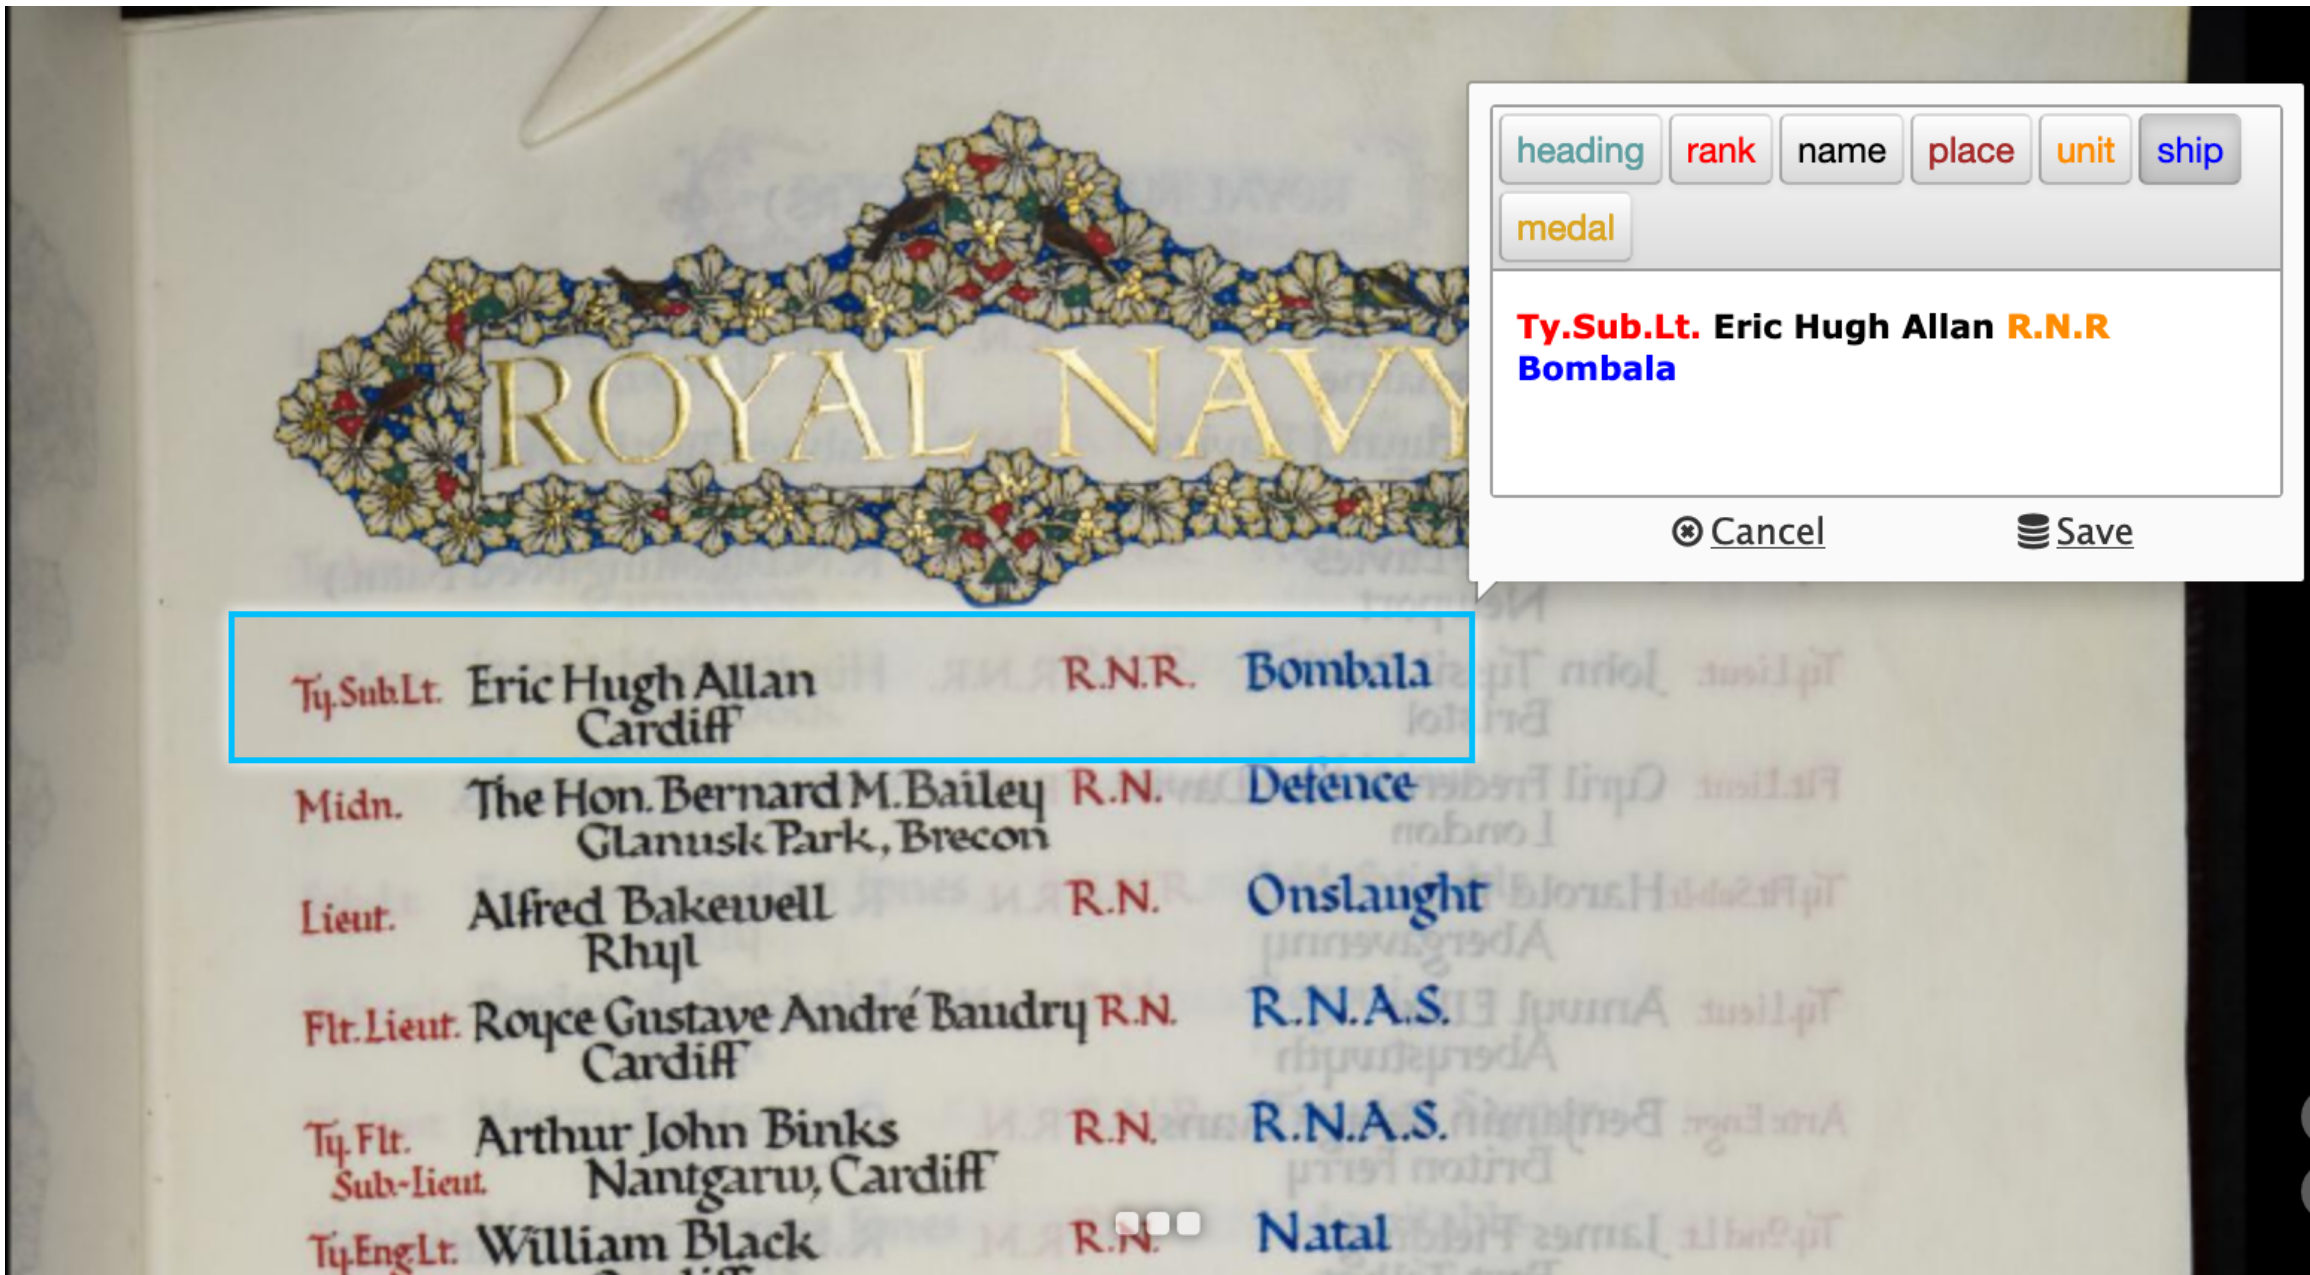 heading rank name place unit ship
medal
Ty.Sub.Lt. Eric Hugh Allan R.N.R
Bombala
Cancel Save
ROYAL NAVY
Ty.Sub.Lt. Eric Hugh Allan R.N.R. Bombala
Cardiff
Midn. The Hon. Bernard M. Bailey R.N. Defence
Glanusk Park, Brecon
Lieut. Alfred Bakewell R.N. Onslaught
Rhyl
Flt. Lieut. Royce Gustave André Baudry R.N. R.N.A.S.
Cardiff
Ty. Flt. Arthur John Binks R.N. R.N.A.S.
Sub-Lieut. Nantgarw, Cardiff
Ty.Eng.Lt. William Black R.N. Natal